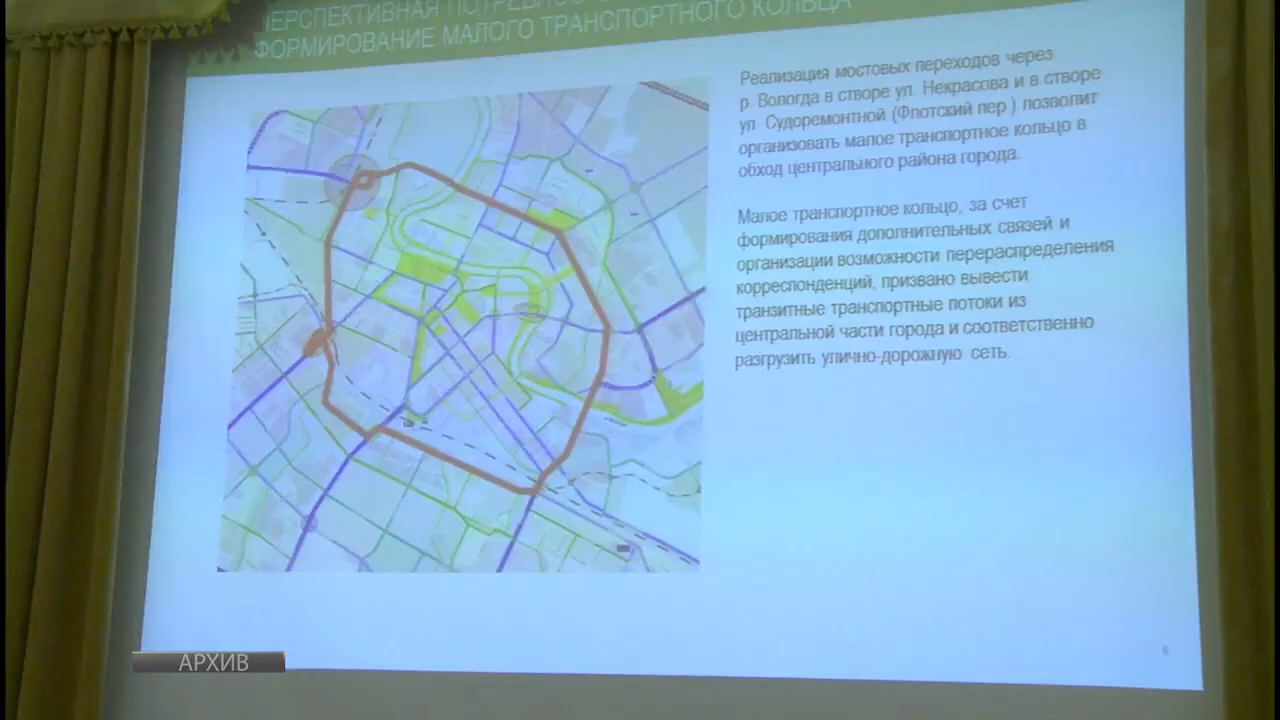 ПЕРСПЕКТИВНАЯ
ФОРМИРОВАНИЕ МАЛОГО ТРАНСПОРТНОГО КОЛЬЦА
Реализация мостовых переходов через
р. Вологда в створе ул. Некрасова и в створе
ул. Судоремонтной (Флотский пер.) позволит
организовать малое транспортное кольцо в
обход центрального района города.
Малое транспортное кольцо, за счет
формирования дополнительных связей и
организации возможности перераспределения
корреспонденций, призвано вывести
транзитные транспортные потоки из
центральной части города и соответственно
разгрузить улично-дорожную сеть.
6
АРХИВ